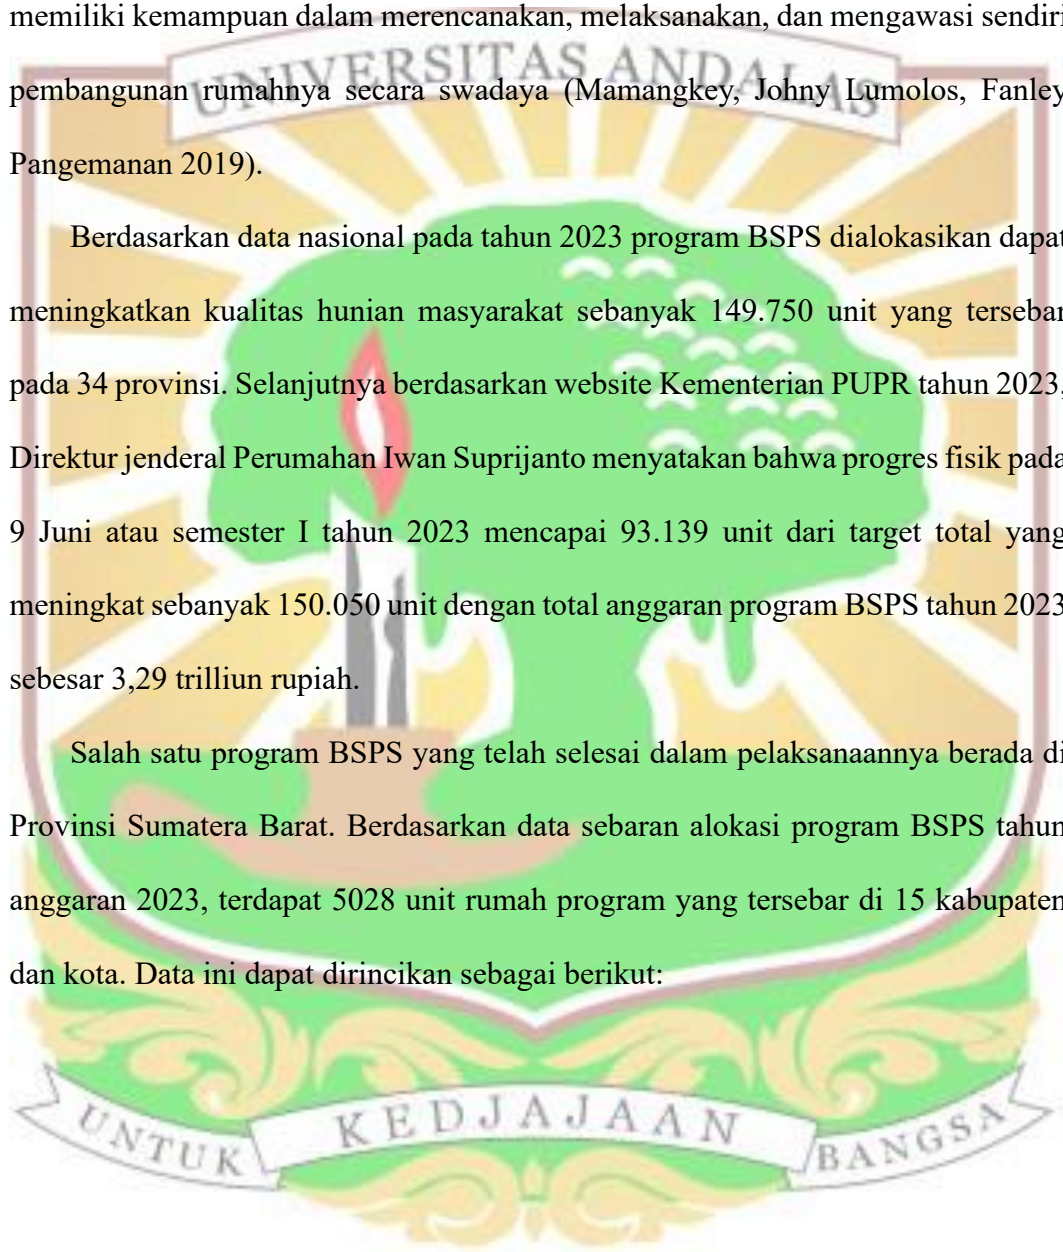 memiliki kemampuan dalam merencanakan, melaksanakan, dan mengawasi sendiri
UNIVERSITAS ANDALAS
pembangunan rumahnya secara swadaya (Mamangkey, Johny Lumolos, Fanley
Pangemanan 2019).
Berdasarkan data nasional pada tahun 2023 program BSPS dialokasikan dapat
meningkatkan kualitas hunian masyarakat sebanyak 149.750 unit yang tersebar
pada 34 provinsi. Selanjutnya berdasarkan website Kementerian PUPR tahun 2023,
Direktur jenderal Perumahan Iwan Suprijanto menyatakan bahwa progres fisik pada
9 Juni atau semester I tahun 2023 mencapai 93.139 unit dari target total yang
meningkat sebanyak 150.050 unit dengan total anggaran program BSPS tahun 2023
sebesar 3,29 trilliun rupiah.
Salah satu program BSPS yang telah selesai dalam pelaksanaannya berada di
Provinsi Sumatera Barat. Berdasarkan data sebaran alokasi program BSPS tahun
anggaran 2023, terdapat 5028 unit rumah program yang tersebar di 15 kabupaten
dan kota. Data ini dapat dirincikan sebagai berikut:
UNTUK KEDJAJAAN BANGSA